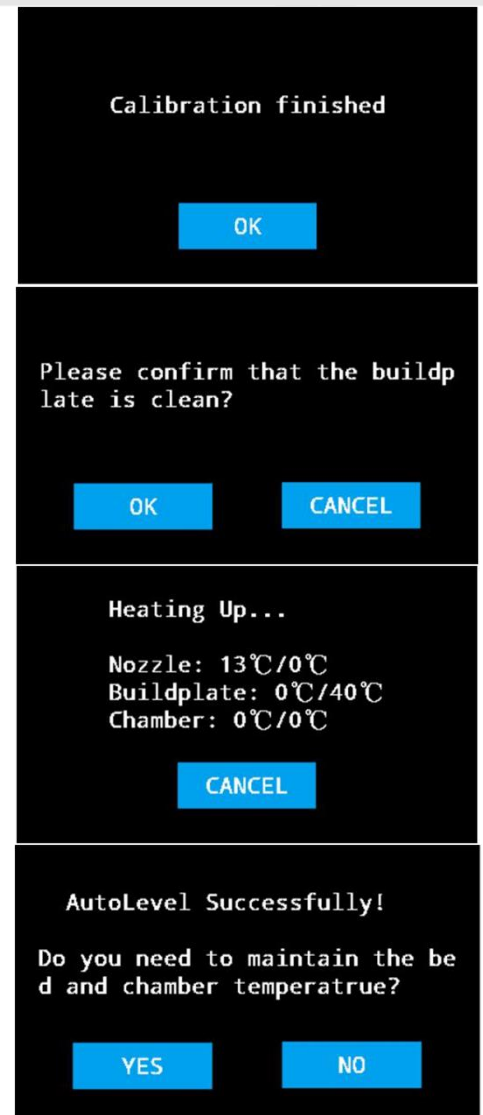 Calibration finished
OK
Please confirm that the buildp
late is clean?
OK CANCEL
Heating Up...
Nozzle: 13℃/0℃
Buildplate: 0℃/40℃
Chamber: 0℃/0℃
CANCEL
AutoLevel Successfully!
Do you need to maintain the be
d and chamber temperatrue?
YES NO